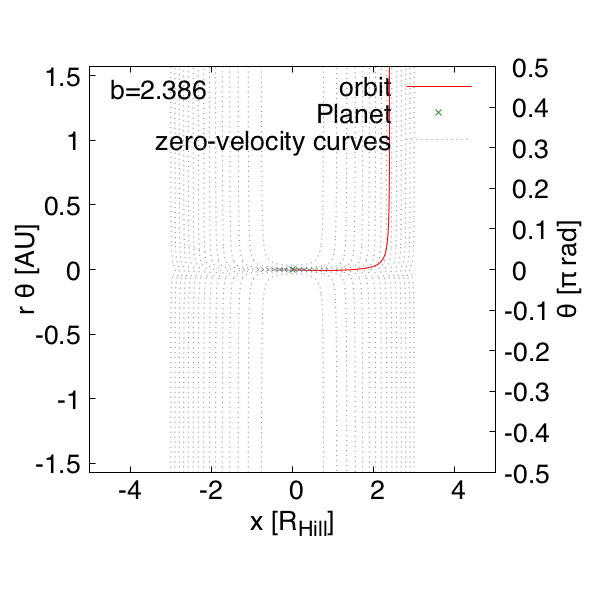 b=2.386
orbit
Planet
zero-velocity curves
r θ [AU]
1.5
1
0.5
0
-0.5
-1
-1.5
0.5
0.4
0.3
0.2
0.1
0
-0.1
-0.2
-0.3
-0.4
-0.5
θ [π rad]
-4 -2 0 2 4
x [R_Hill]